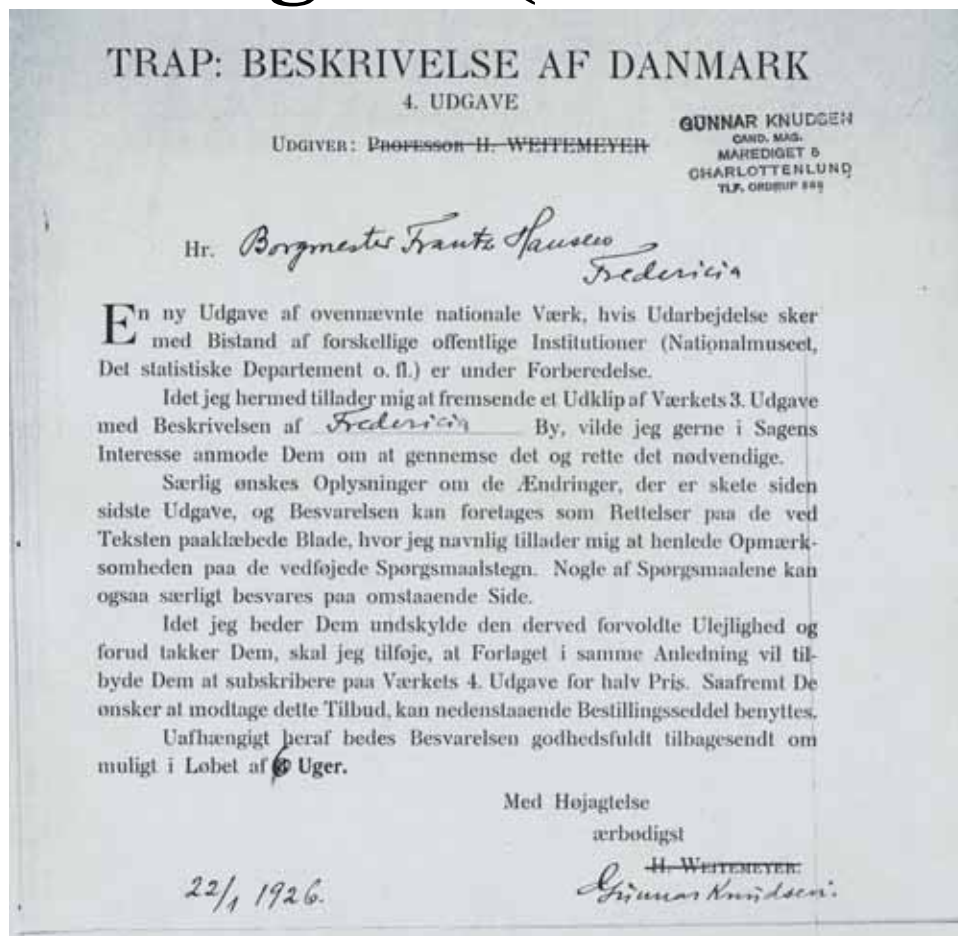 TRAP: BESKRIVELSE AF DANMARK
4. UDGAVE
UDGIVER: PROFESSOR H. WEITEMEYER
GUNNAR KNUDSEN
CAND. MAG.
MAREDIGET 5
CHARLOTTENLUND
TLF. ORDRUP
Hr. Borgmester Frantz Hansen
Fredericia
En ny Udgave af ovennævnte nationale Værk, hvis Udarbejdelse sker
med Bistand af forskellige offentlige Institutioner (Nationalmuseet,
Det statistiske Departement o. fl.) er under Forberedelse.
Idet jeg hermed tillader mig at fremsende et Udklip af Værkets 3. Udgave
med Beskrivelsen af Fredericia By, vilde jeg gerne i Sagens
Interesse anmode Dem om at gennemse det og rette det nødvendige.
Særlig ønskes Oplysninger om de Ændringer, der er skete siden
sidste Udgave, og Besvarelsen kan foretages som Rettelser paa de ved
Teksten paaklæbede Blade, hvor jeg navnlig tillader mig at henlede Opmærk-
somheden paa de vedføjede Spørgsmaalstegn. Nogle af Spørgsmaalene kan
ogsaa særligt besvares paa omstaaende Side.
Idet jeg beder Dem undskylde den derved forvoldte Ulejlighed og
forud takker Dem, skal jeg tilføje, at Forlaget i samme Anledning vil til-
byde Dem at subskribere paa Værkets 4. Udgave for halv Pris. Saafremt De
ønsker at modtage dette Tilbud, kan nedenstaaende Bestillingsseddel benyttes.
Uafhængigt heraf bedes Besvarelsen godhedsfuldt tilbagesendt om
muligt i Løbet af 6 Uger.
Med Højagtelse
ærbødigst
H. WEITEMEYER.
Gunnar Knudsen.
22/1 1926.